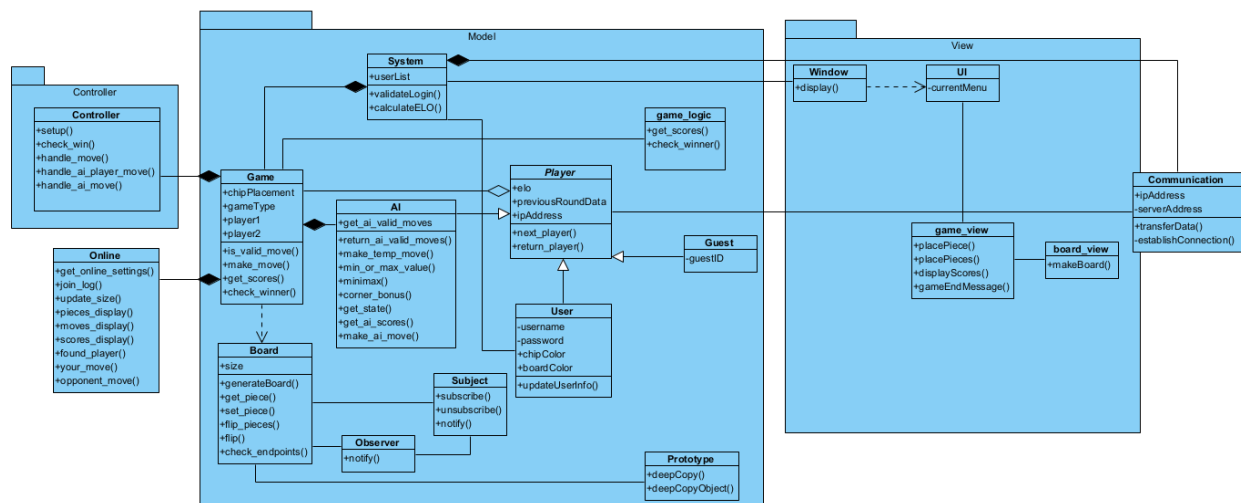 Controller
Controller
+setup()
+check_win()
+handle_move()
+handle_ai_player_move()
+handle_ai_move()
Online
+get_online_settings()
+join_log()
+update_size()
+pieces_display()
+moves_display()
+scores_display()
+found_player()
+your_move()
+opponent_move()
Model
System
+userList
+validateLogin()
+calculateELO()
game_logic
+get_scores()
+check_winner()
Game
+chipPlacement
+gameType
+player1
+player2
+is_valid_move()
+make_move()
+get_scores()
+check_winner()
AI
+get_ai_valid_moves
+return_ai_valid_moves()
+make_temp_move()
+min_or_max_value()
+minimax()
+corner_bonus()
+get_state()
+get_ai_scores()
+make_ai_move()
Player
+elo
+previousRoundData
+ipAddress
+next_player()
+return_player()
Guest
-guestID
User
-username
-password
+chipColor
+boardColor
+updateUserInfo()
Board
+size
+generateBoard()
+get_piece()
+set_piece()
+flip_pieces()
+flip()
+check_endpoints()
Subject
+subscribe()
+unsubscribe()
+notify()
Observer
+notify()
Prototype
+deepCopy()
+deepCopyObject()
View
Window
+display()
UI
-currentMenu
game_view
+placePiece()
+placePieces()
+displayScores()
+gameEndMessage()
board_view
+makeBoard()
Communication
+ipAddress
-serverAddress
+transferData()
-establishConnection()